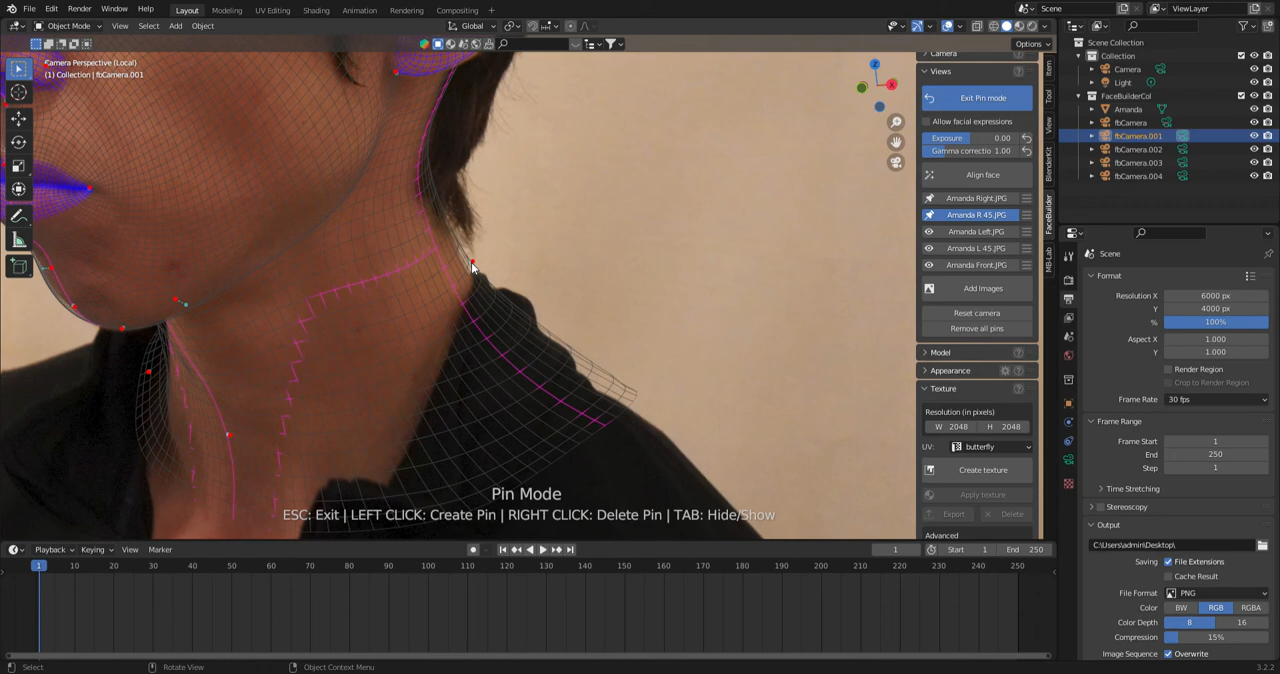 File Edit Render Window Help Layout Modeling UV Editing Sculpting Shading Animation Rendering Compositing Scene ViewLayer
Object Mode View Select Add Object Global
Options
Camera Perspective (Local)
(1) Collection | fbCamera.001
Z
X
Camera
Views
Exit Pin mode
Allow facial expressions
Exposure 0.00
Gamma correctio 1.00
Align face
Amanda Right.JPG
Amanda R 45.JPG
Amanda Left.JPG
Amanda L 45.JPG
Amanda Front.JPG
Add Images
Reset camera
Remove all pins
Model
Appearance
Texture
Resolution (in pixels)
W 2048 H 2048
UV: butterfly
Create texture
Apply texture
Export Delete
Advanced
Item
Tool
View
BlenderKit
FaceBuilder
MB-Lab
Pin Mode
ESC: Exit | LEFT CLICK: Create Pin | RIGHT CLICK: Delete Pin | TAB: Hide/Show
Scene Collection
Collection
Camera
Light
FaceBuilderCol
Amanda
fbCamera
fbCamera.001
fbCamera.002
fbCamera.003
fbCamera.004
Scene
Format
Resolution X 6000 px
Y 4000 px
% 100%
Aspect X 1.000
Y 1.000
Render Region
Crop to Render Region
Frame Rate 30 fps
Frame Range
Frame Start 1
End 250
Step 1
Time Stretching
Stereoscopy
Output
C:\Users\admin\Desktop\
Saving File Extensions
Cache Result
File Format PNG
Color BW RGB RGBA
Color Depth 8 16
Compression 15%
Image Sequence Overwrite
Playback Keying View Marker 1 Start 1 End 250
1 10 20 30 40 50 60 70 80 90 100 110 120 130 140 150 160 170 180 190 200 210 220 230 240 250
Select Rotate View Object Context Menu 3.2.2